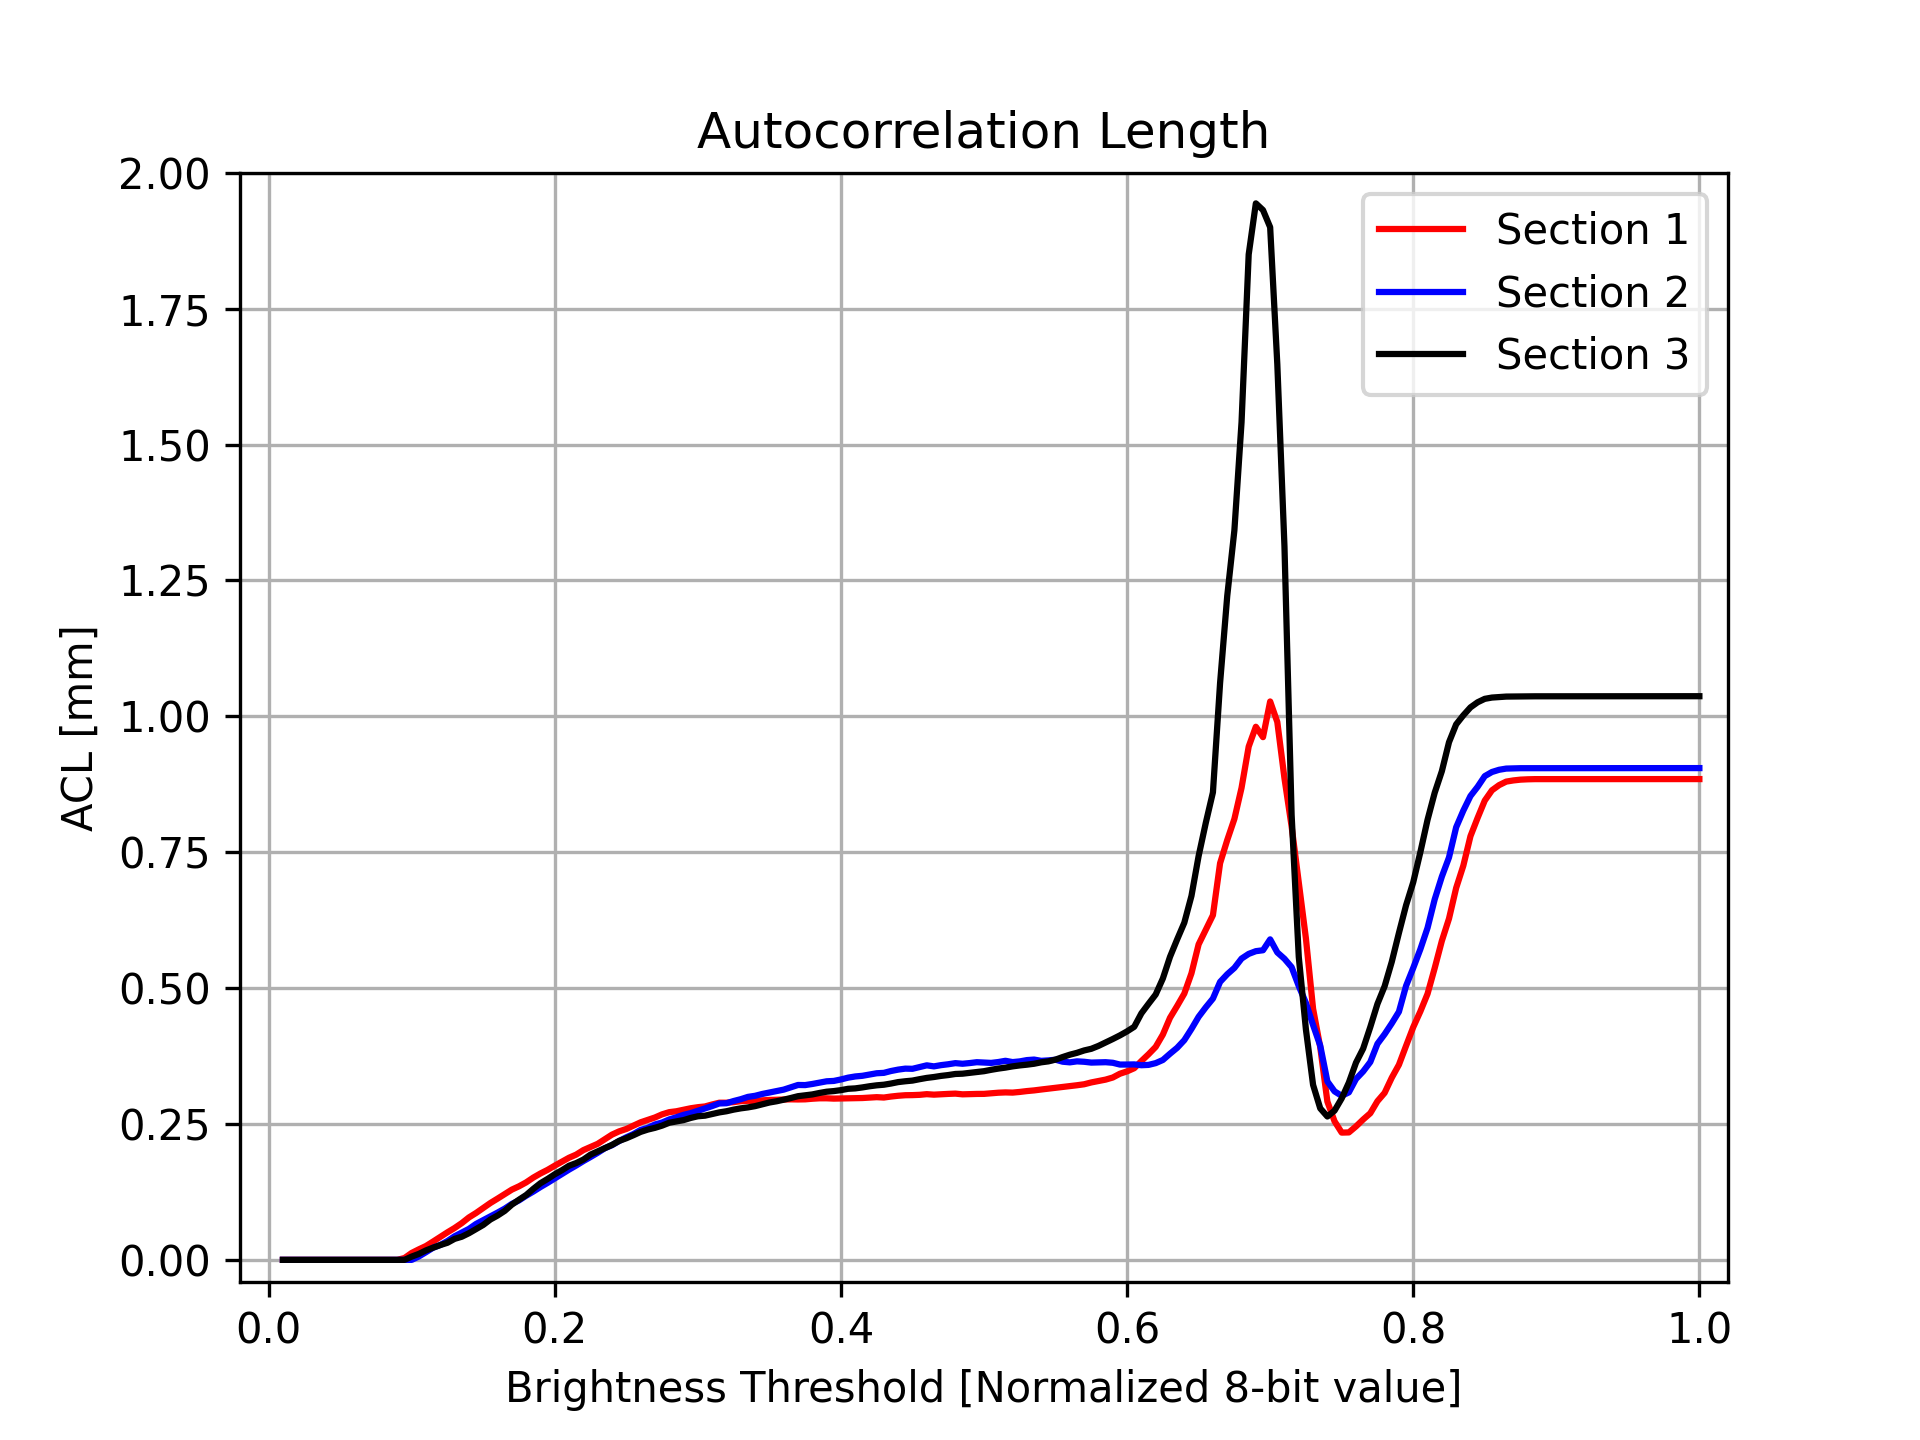 Autocorrelation Length
2.00
1.75
1.50
1.25
1.00
0.75
0.50
0.25
0.00
ACL [mm]
Section 1
Section 2
Section 3
0.0 0.2 0.4 0.6 0.8 1.0
Brightness Threshold [Normalized 8-bit value]